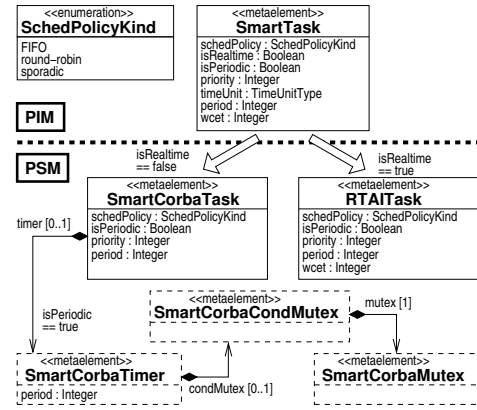 <<enumeration>>
SchedPolicyKind
FIFO
round−robin
sporadic
<<metaelement>>
SmartTask
schedPolicy : SchedPolicyKind
isRealtime : Boolean
isPeriodic : Boolean
priority : Integer
timeUnit : TimeUnitType
period : Integer
wcet : Integer
PIM
PSM
isRealtime
== false
isRealtime
== true
<<metaelement>>
SmartCorbaTask
schedPolicy : SchedPolicyKind
isPeriodic : Boolean
priority : Integer
period : Integer
<<metaelement>>
RTAITask
schedPolicy : SchedPolicyKind
isPeriodic : Boolean
priority : Integer
period : Integer
wcet : Integer
timer [0..1]
isPeriodic
== true
<<metaelement>>
SmartCorbaCondMutex
mutex [1]
<<metaelement>>
SmartCorbaTimer
period : Integer
condMutex [0..1]
<<metaelement>>
SmartCorbaMutex